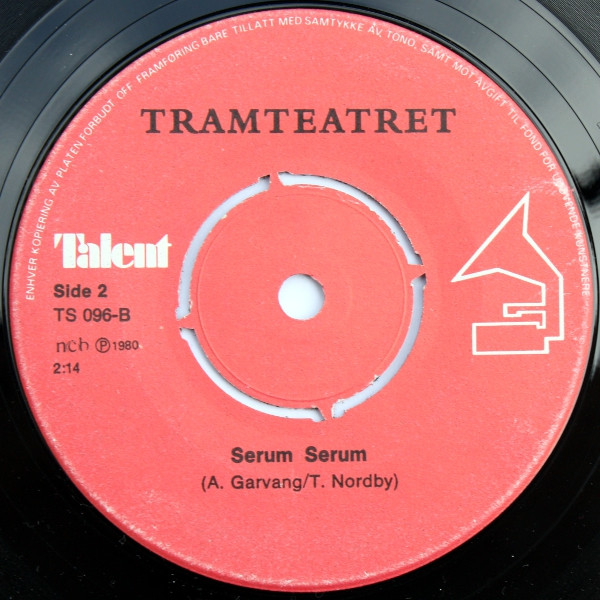 ENHVER KOPIERING AV PLATEN FORBUDT. OFF. FRAMFØRING BARE TILLATT MED SAMTYKKE AV TONO, SAMT MOT AVGIFT TIL FOND FOR UTØVENDE KUNSTNERE
TRAMTEATRET
Talent
Side 2
TS 096-B
ncb Ⓟ 1980
2:14
Serum Serum
(A. Garvang/T. Nordby)